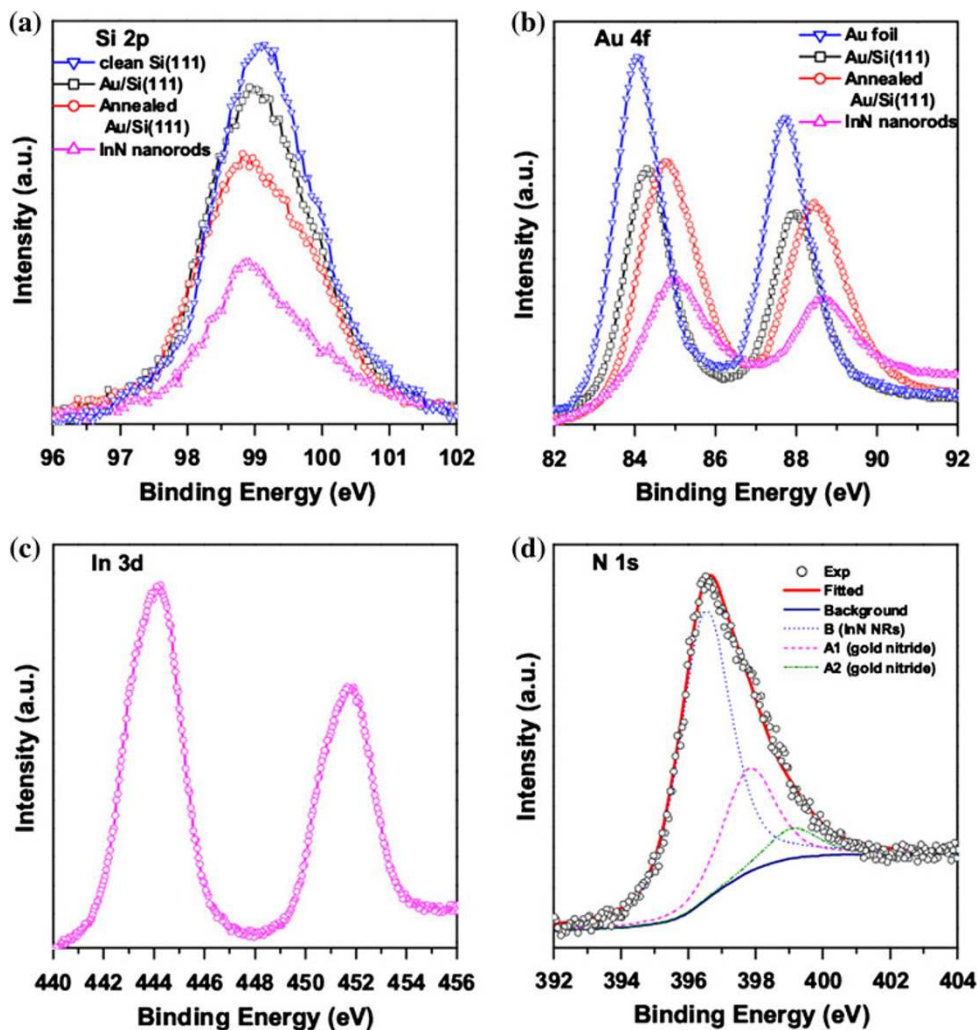 (a)
Si 2p
clean Si(111)
Au/Si(111)
Annealed
Au/Si(111)
InN nanorods
Intensity (a.u.)
96 97 98 99 100 101 102
Binding Energy (eV)
(b)
Au 4f
Au foil
Au/Si(111)
Annealed
Au/Si(111)
InN nanorods
Intensity (a.u.)
82 84 86 88 90 92
Binding Energy (eV)
(c)
In 3d
Intensity (a.u.)
440 442 444 446 448 450 452 454 456
Binding Energy (eV)
(d)
N 1s
Exp
Fitted
Background
B (InN NRs)
A1 (gold nitride)
A2 (gold nitride)
Intensity (a.u.)
392 394 396 398 400 402 404
Binding Energy (eV)